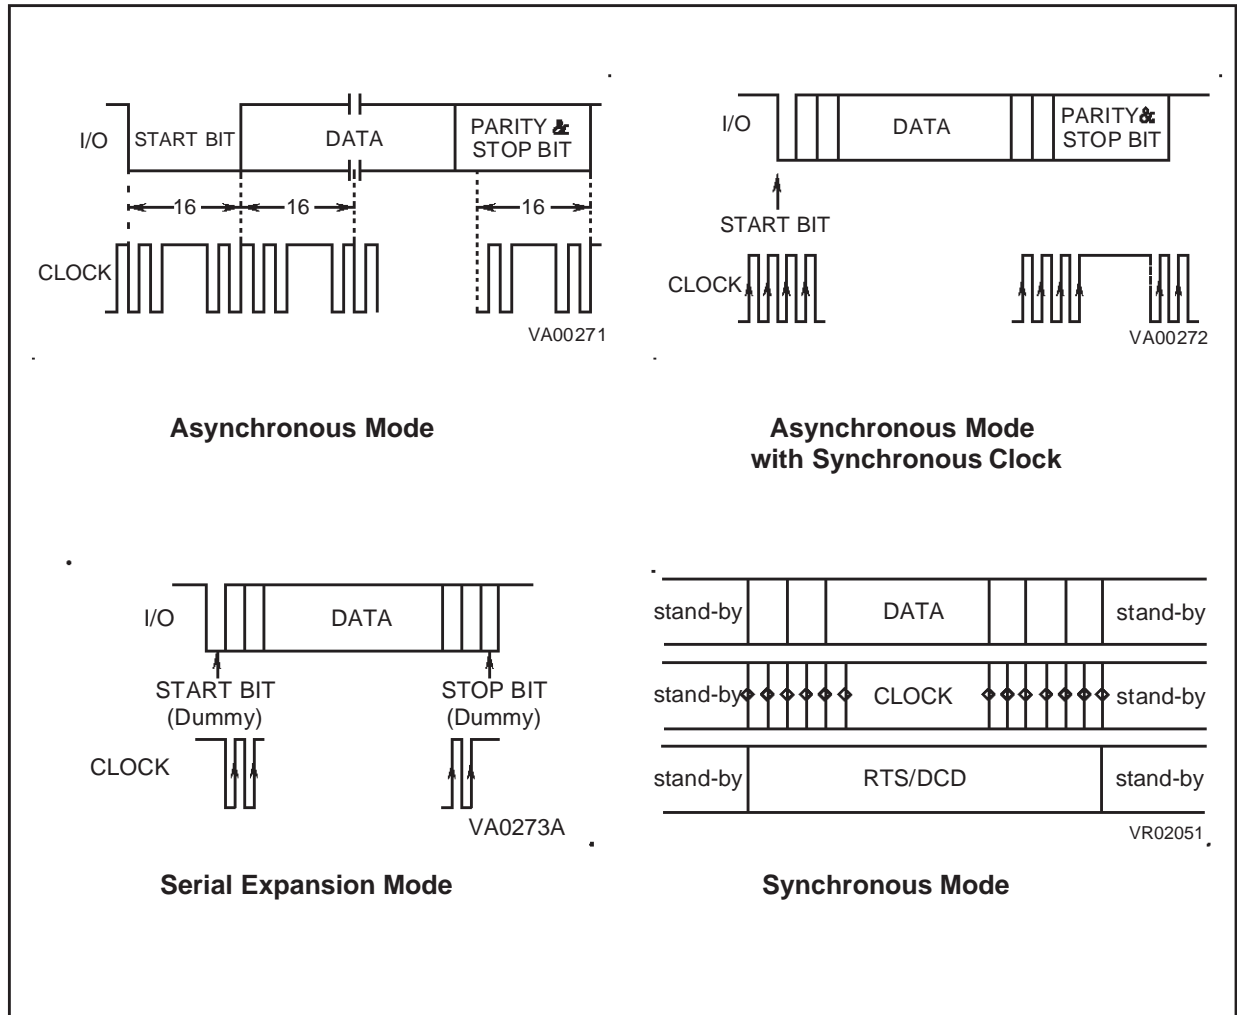 I/O
START BIT
DATA
PARITY &
STOP BIT
16
16
16
CLOCK
VA00271
Asynchronous Mode
I/O
DATA
PARITY&
STOP BIT
START BIT
CLOCK
VA00272
Asynchronous Mode
with Synchronous Clock
I/O
DATA
START BIT
(Dummy)
STOP BIT
(Dummy)
CLOCK
VA0273A
Serial Expansion Mode
stand-by
DATA
stand-by
stand-by
CLOCK
stand-by
stand-by
RTS/DCD
stand-by
VR02051
Synchronous Mode